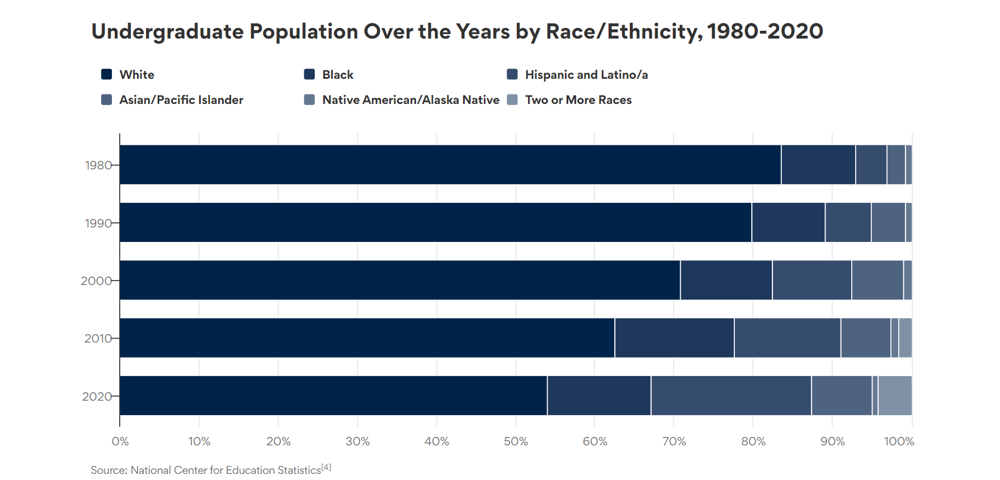 Undergraduate Population Over the Years by Race/Ethnicity, 1980-2020
White Black Hispanic and Latino/a
Asian/Pacific Islander Native American/Alaska Native Two or More Races
1980
1990
2000
2010
2020
0% 10% 20% 30% 40% 50% 60% 70% 80% 90% 100%
Source: National Center for Education Statistics[4]